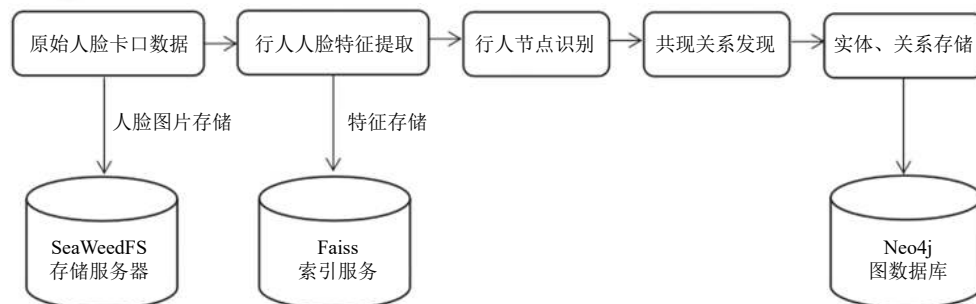 原始人脸卡口数据
行人人脸特征提取
行人节点识别
共现关系发现
实体、关系存储
人脸图片存储
特征存储
SeaWeedFS
存储服务器
Faiss
索引服务
Neo4j
图数据库